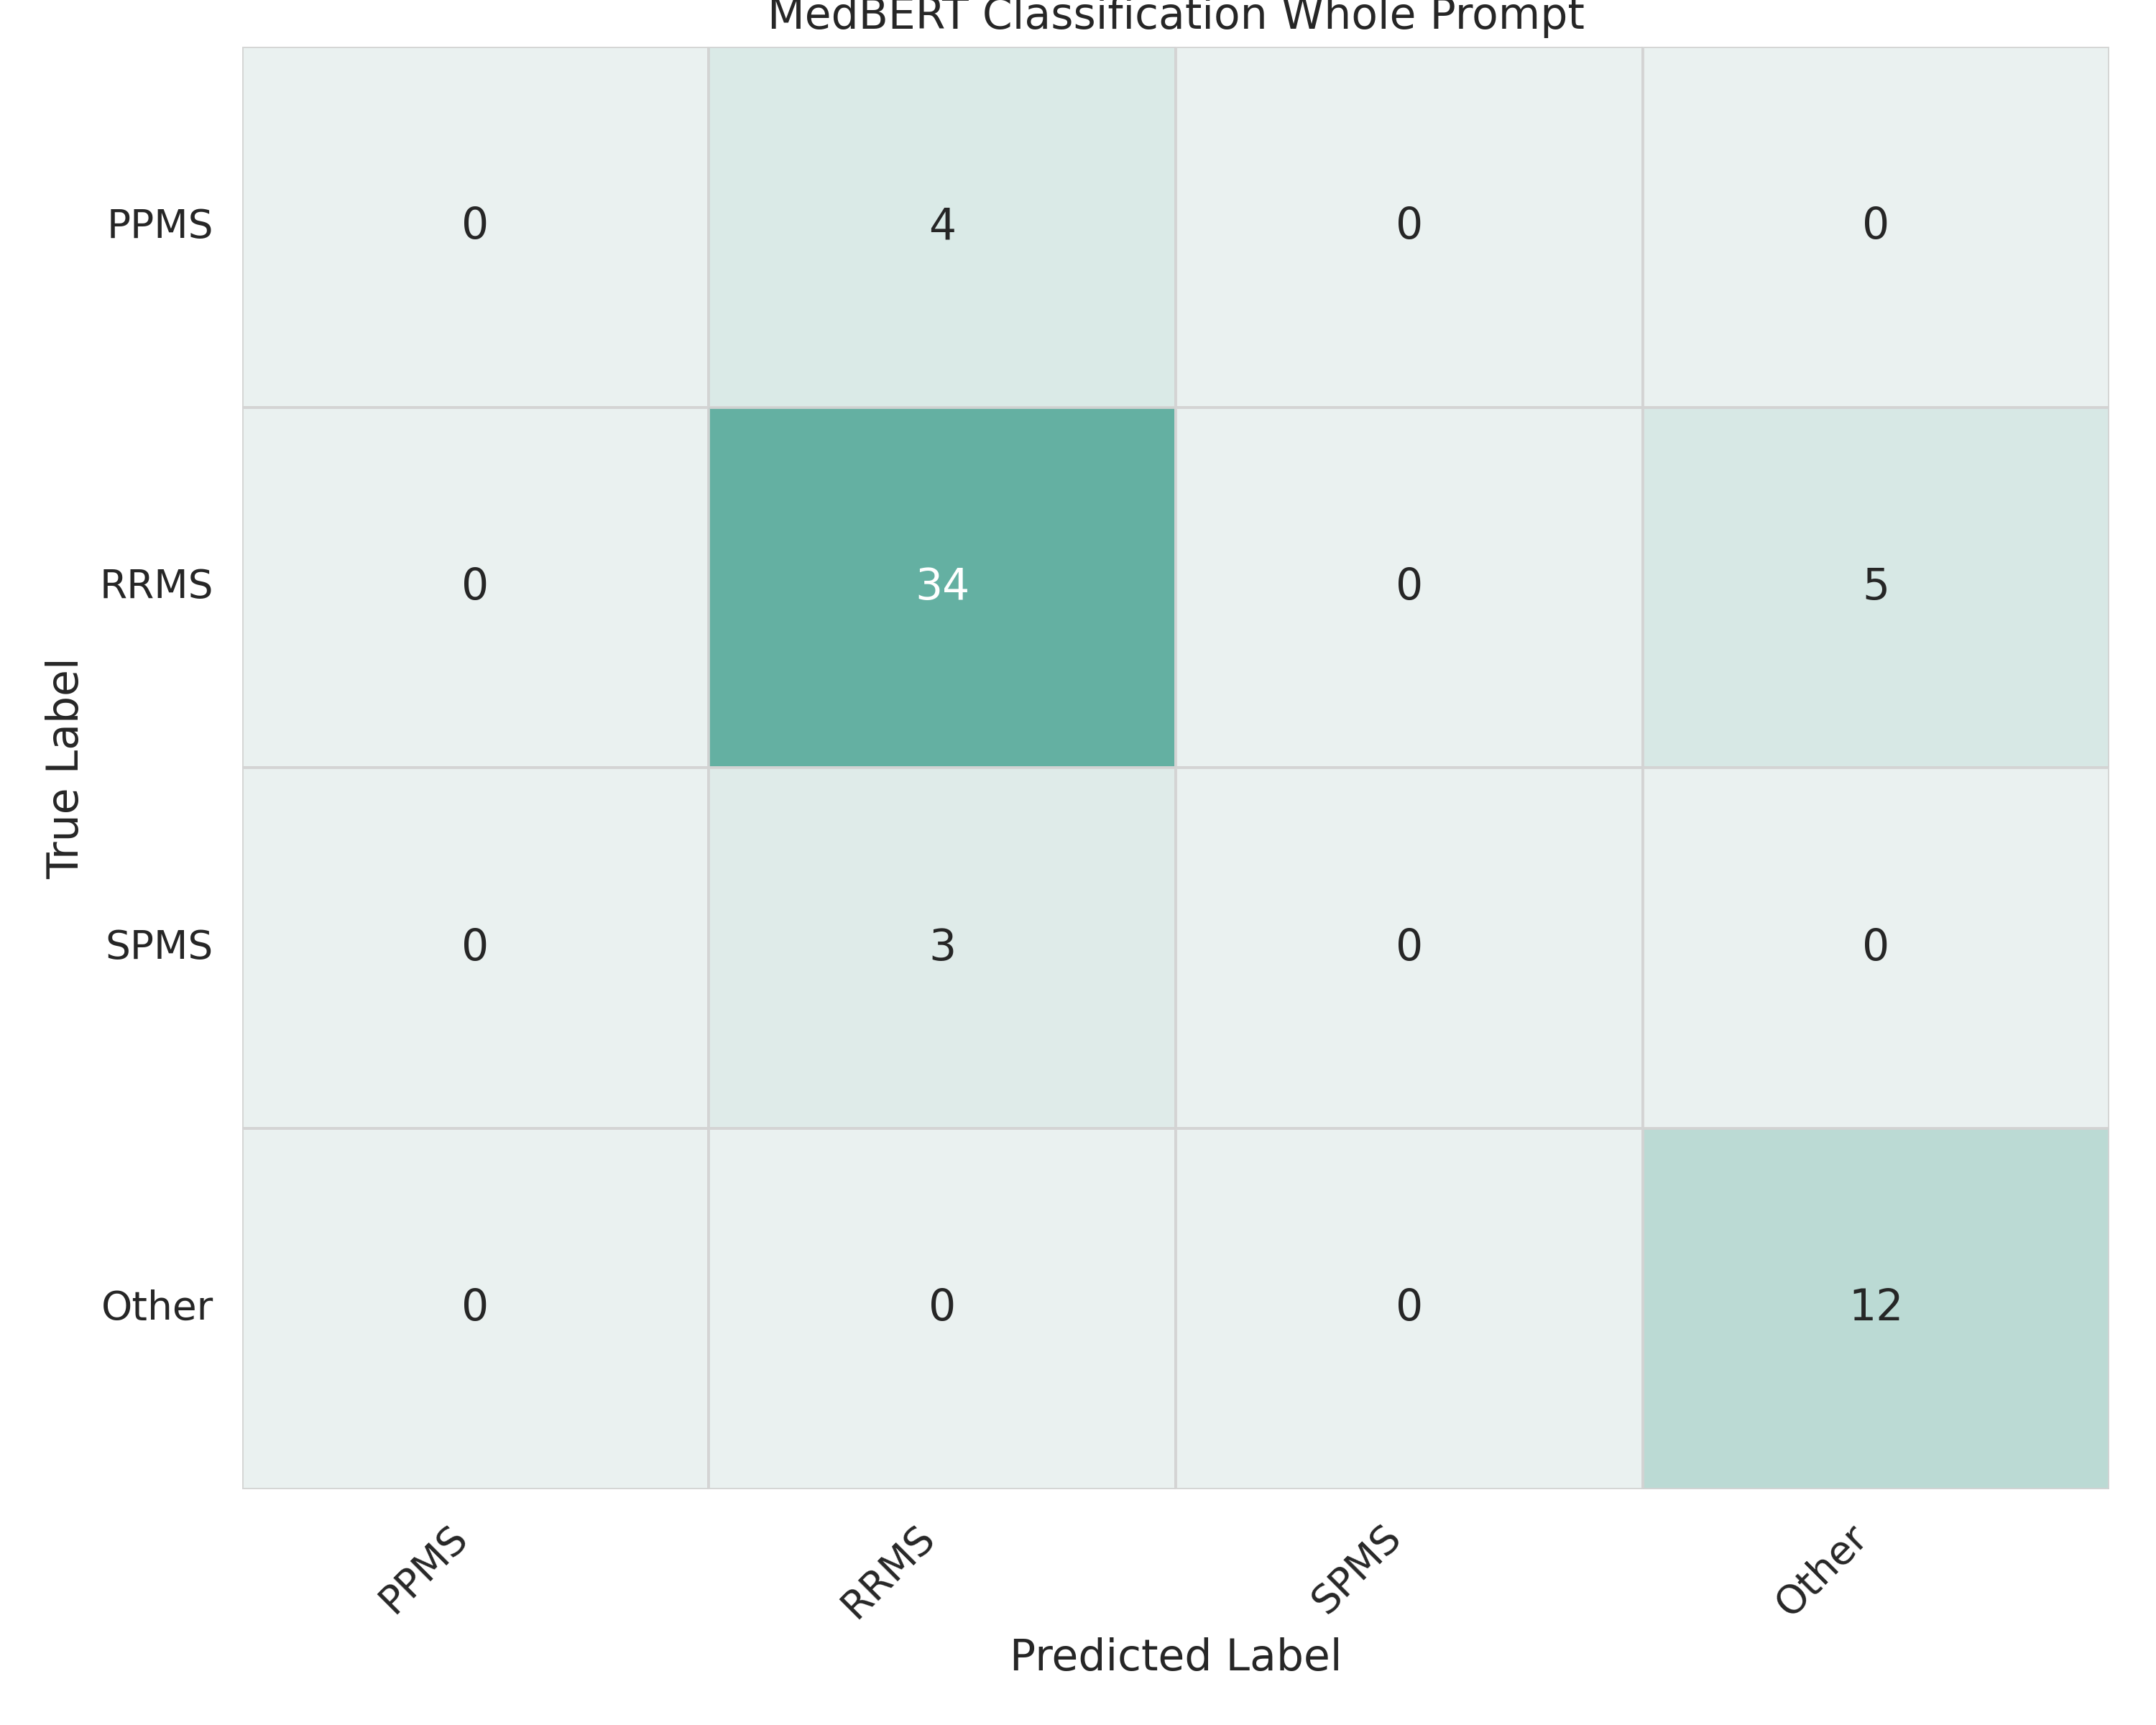 MedBERT Classification Whole Prompt
PPMS 0 4 0 0
RRMS 0 34 0 5
SPMS 0 3 0 0
Other 0 0 0 12
True Label
PPMS RRMS SPMS Other
Predicted Label